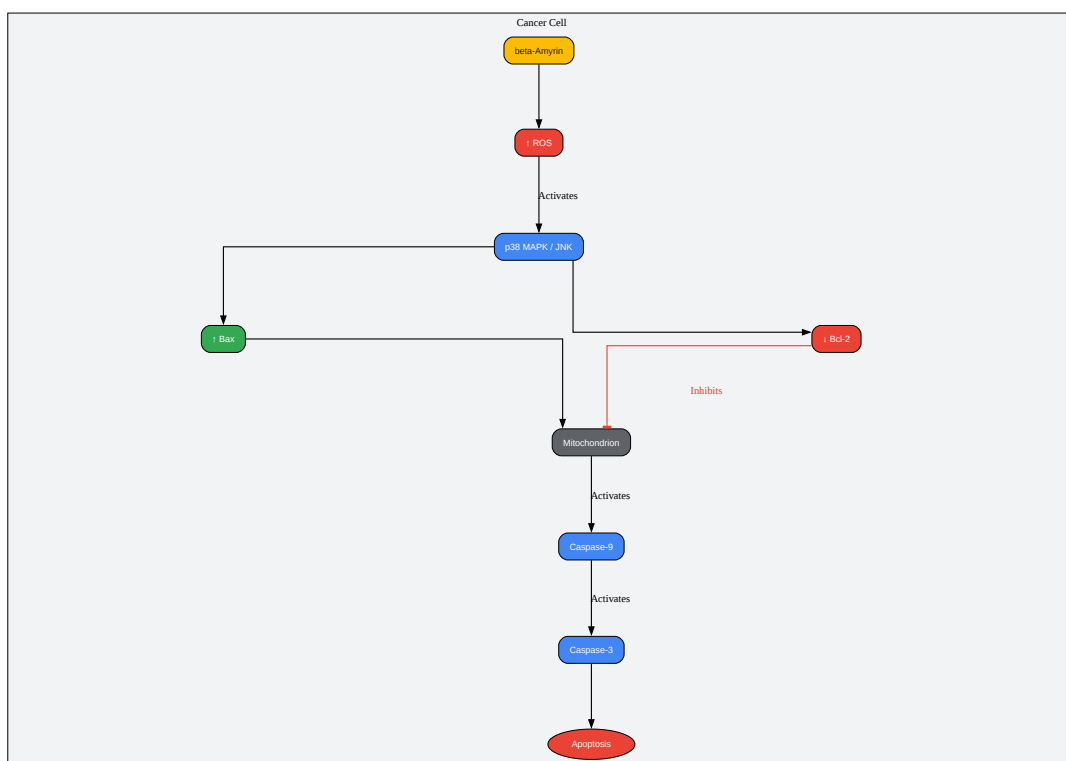 Cancer Cell
beta-Amyrin
↑ ROS
Activates
p38 MAPK / JNK
↑ Bax
↓ Bcl-2
Inhibits
Mitochondrion
Activates
Caspase-9
Activates
Caspase-3
Apoptosis